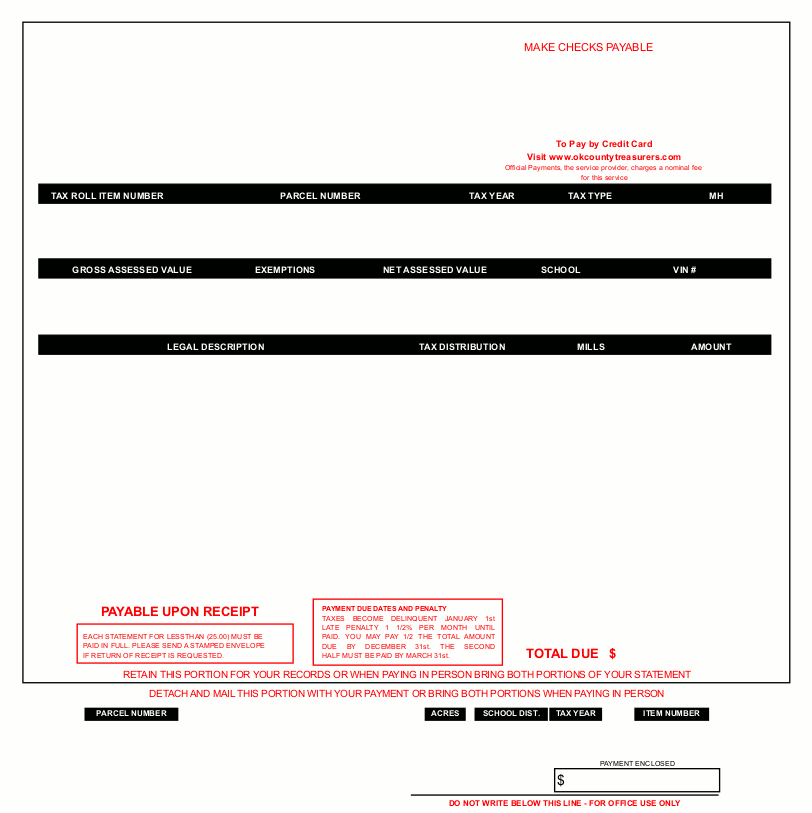 MAKE CHECKS PAYABLE
To Pay by Credit Card
Visit www.okcountytreasurers.com
Official Payments, the service provider, charges a nominal fee
for this service
TAX ROLL ITEM NUMBER PARCEL NUMBER TAX YEAR TAX TYPE MH
GROSS ASSESSED VALUE EXEMPTIONS NET ASSESSED VALUE SCHOOL VIN #
LEGAL DESCRIPTION TAX DISTRIBUTION MILLS AMOUNT
PAYABLE UPON RECEIPT
EACH STATEMENT FOR LESSTHAN (25.00) MUST BE
PAID IN FULL. PLEASE SEND A STAMPED ENVELOPE
IF RETURN OF RECEIPT IS REQUESTED.
PAYMENT DUE DATES AND PENALTY
TAXES BECOME DELINQUENT JANUARY 1st
LATE PENALTY 1 1/2% PER MONTH UNTIL
PAID. YOU MAY PAY 1/2 THE TOTAL AMOUNT
DUE BY DECEMBER 31st. THE SECOND
HALF MUST BE PAID BY MARCH 31st.
TOTAL DUE $
RETAIN THIS PORTION FOR YOUR RECORDS OR WHEN PAYING IN PERSON BRING BOTH PORTIONS OF YOUR STATEMENT
DETACH AND MAIL THIS PORTION WITH YOUR PAYMENT OR BRING BOTH PORTIONS WHEN PAYING IN PERSON
PARCEL NUMBER ACRES SCHOOL DIST. TAX YEAR ITEM NUMBER
PAYMENT ENCLOSED
$
DO NOT WRITE BELOW THIS LINE - FOR OFFICE USE ONLY